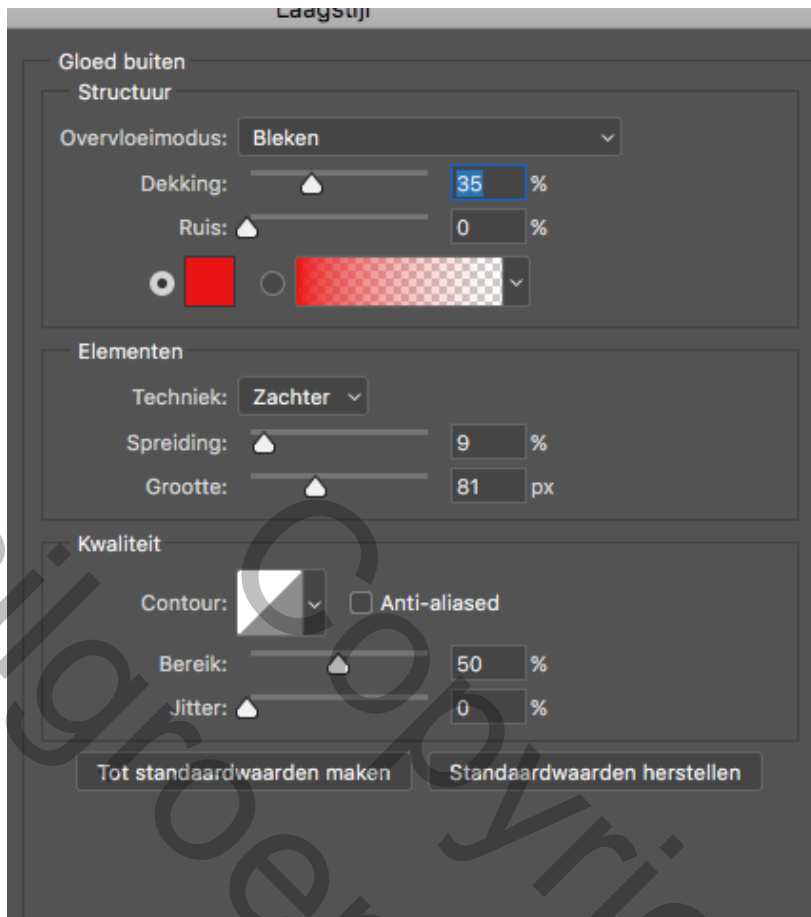 Laagstijl
Gloed buiten
Structuur
Overvloeimodus: Bleken
Dekking: 35 %
Ruis: 0 %
Elementen
Techniek: Zachter
Spreiding: 9 %
Grootte: 81 px
Kwaliteit
Contour: Anti-aliased
Bereik: 50 %
Jitter: 0 %
Tot standaardwaarden maken Standaardwaarden herstellen